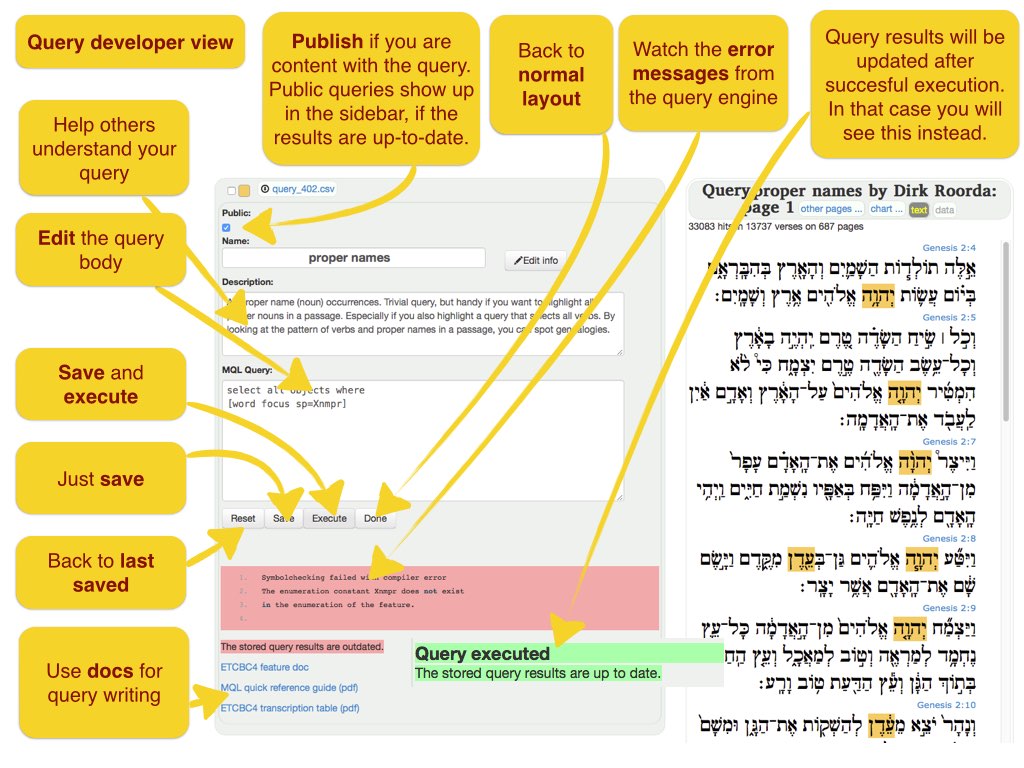 Query developer view
Publish if you are
content with the query.
Public queries show up
in the sidebar, if the
results are up-to-date.
Back to
normal
layout
Watch the error
messages from
the query engine
Query results will be
updated after
succesful execution.
In that case you will
see this instead.
Help others
understand your
query
Edit the query
body
Save and
execute
Just save
Back to last
saved
Use docs for
query writing
query_402.csv
Public:
Name:
proper names
Edit info
Description:
proper name (noun) occurrences. Trivial query, but handy if you want to highlight all
nouns in a passage. Especially if you also highlight a query that selects all verbs. By
looking at the pattern of verbs and proper names in a passage, you can spot genealogies.
MQL Query:
select all objects where
[word focus sp=Xnmpr]
Reset Save Execute Done
1. Symbolchecking failed with compiler error
2. The enumeration constant Xnmpr does not exist
3. in the enumeration of the feature.
4.
The stored query results are outdated.
ETCBC4 feature doc
MQL quick reference guide (pdf)
ETCBC4 transcription table (pdf)
Query executed
The stored query results are up to date.
Query proper names by Dirk Roorda:
page 1 other pages ... chart ... text data
33083 hits in 13737 verses on 687 pages
Genesis 2:4
אֵ֣לֶּה תוֹלְד֧וֹת הַשָּׁמַ֛יִם וְהָאָ֖רֶץ בְּהִבָּֽרְאָ֑ם
בְּי֗וֹם עֲשׂ֛וֹת יְהוָ֥ה אֱלֹהִ֖ים אֶ֥רֶץ וְשָׁמָֽיִם׃
Genesis 2:5
וְכֹ֣ל ׀ שִׂ֣יחַ הַשָּׂדֶ֗ה טֶ֚רֶם יִֽהְיֶ֣ה בָאָ֔רֶץ
וְכָל־עֵ֥שֶׂב הַשָּׂדֶ֖ה טֶ֣רֶם יִצְמָ֑ח כִּי֩ לֹ֨א
הִמְטִ֜יר יְהוָ֤ה אֱלֹהִים֙ עַל־הָאָ֔רֶץ וְאָדָ֣ם אַ֔יִן
לַֽעֲבֹ֖ד אֶת־הָֽאֲדָמָֽה׃
Genesis 2:7
וַיִּיצֶר֩ יְהוָ֨ה אֱלֹהִ֜ים אֶת־הָֽאָדָ֗ם עָפָר֙
מִן־הָ֣אֲדָמָ֔ה וַיִּפַּ֥ח בְּאַפָּ֖יו נִשְׁמַ֣ת חַיִּ֑ים וַֽיְהִ֥י
הָֽאָדָ֖ם לְנֶ֥פֶשׁ חַיָּֽה׃
Genesis 2:8
וַיִּטַּ֞ע יְהוָ֧ה אֱלֹהִ֛ים גַּן־בְּעֵ֖דֶן מִקֶּ֑דֶם וַיָּ֣שֶׂם
שָׁ֔ם אֶת־הָֽאָדָ֖ם אֲשֶׁ֥ר יָצָֽר׃
Genesis 2:9
וַיַּצְמַ֞ח יְהוָ֤ה אֱלֹהִים֙ מִן־הָ֣אֲדָמָ֔ה כָּל־עֵ֛ץ
נֶחְמָ֥ד לְמַרְאֶ֖ה וְט֣וֹב לְמַאֲכָ֑ל וְעֵ֤ץ
בְּת֣וֹךְ הַגָּ֔ן וְעֵ֕ץ הַדַּ֖עַת ט֥וֹב וָרָֽע׃
Genesis 2:10
וְנָהָר֙ יֹצֵ֣א מֵעֵ֔דֶן לְהַשְׁק֖וֹת אֶת־הַגָּ֑ן וּמִשָּׁם֙